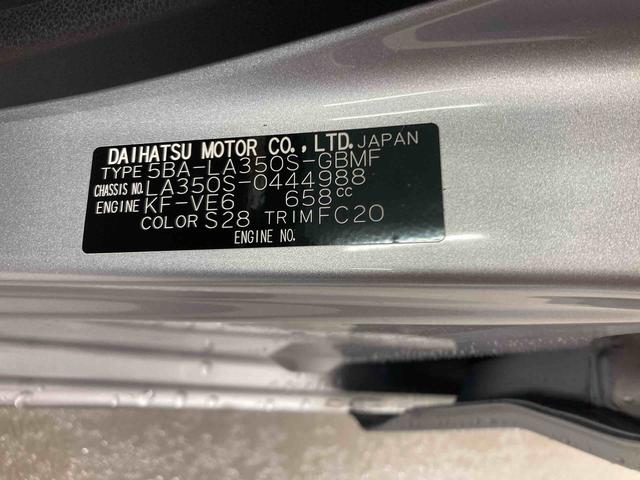 DAIHATSU MOTOR CO., LTD. JAPAN
TYPE 5BA-LA350S-GBMF
CHASSIS NO. LA350S-0444988
ENGINE KF-VE6 658cc
COLOR S28 TRIM FC20
ENGINE NO.